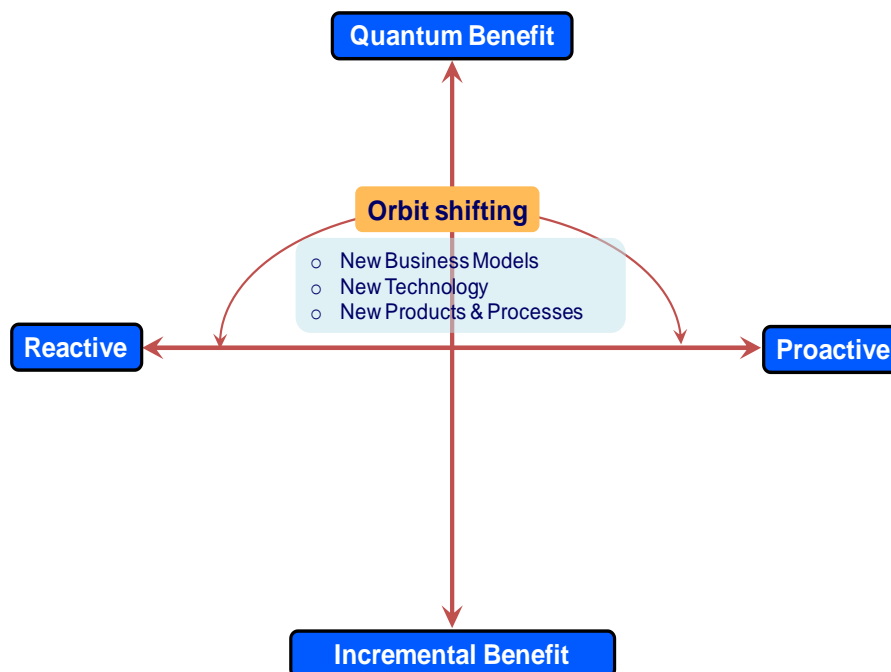 Quantum Benefit
Orbit shifting
o New Business Models
o New Technology
o New Products & Processes
Reactive
Proactive
Incremental Benefit